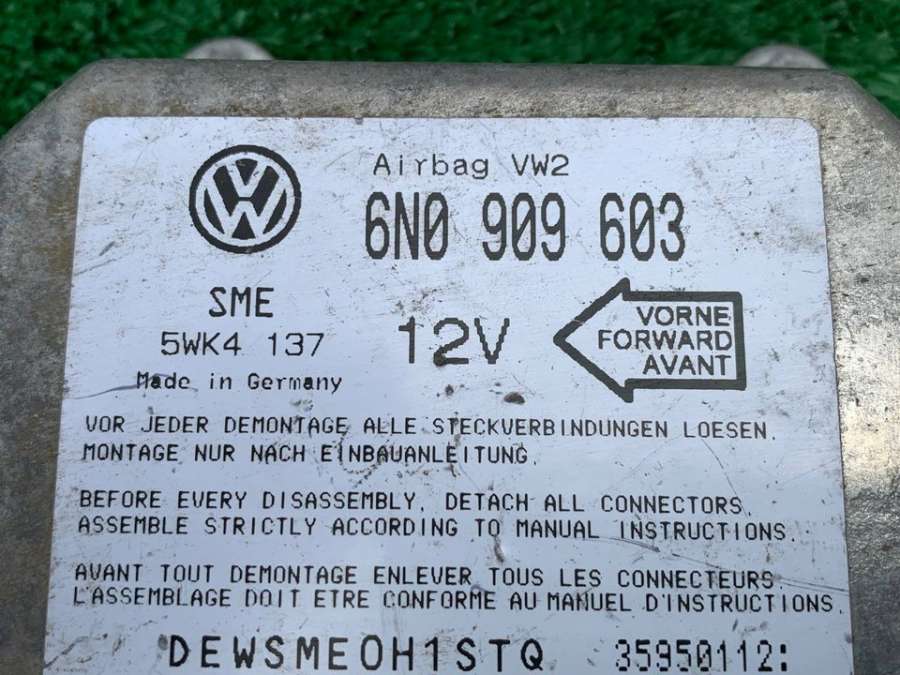 Airbag VW2
6N0 909 603
SME
5WK4 137
Made in Germany
12V
VORNE
FORWARD
AVANT
VOR JEDER DEMONTAGE ALLE STECKVERBINDUNGEN LOESEN.
MONTAGE NUR NACH EINBAUANLEITUNG.
BEFORE EVERY DISASSEMBLY, DETACH ALL CONNECTORS.
ASSEMBLE STRICTLY ACCORDING TO MANUAL INSTRUCTIONS.
AVANT TOUT DEMONTAGE ENLEVER TOUS LES CONNECTEURS.
L'ASSEMBLAGE DOIT ETRE CONFORME AU MANUEL D'INSTRUCTIONS.
DEWSMEOH1STQ 35950112: